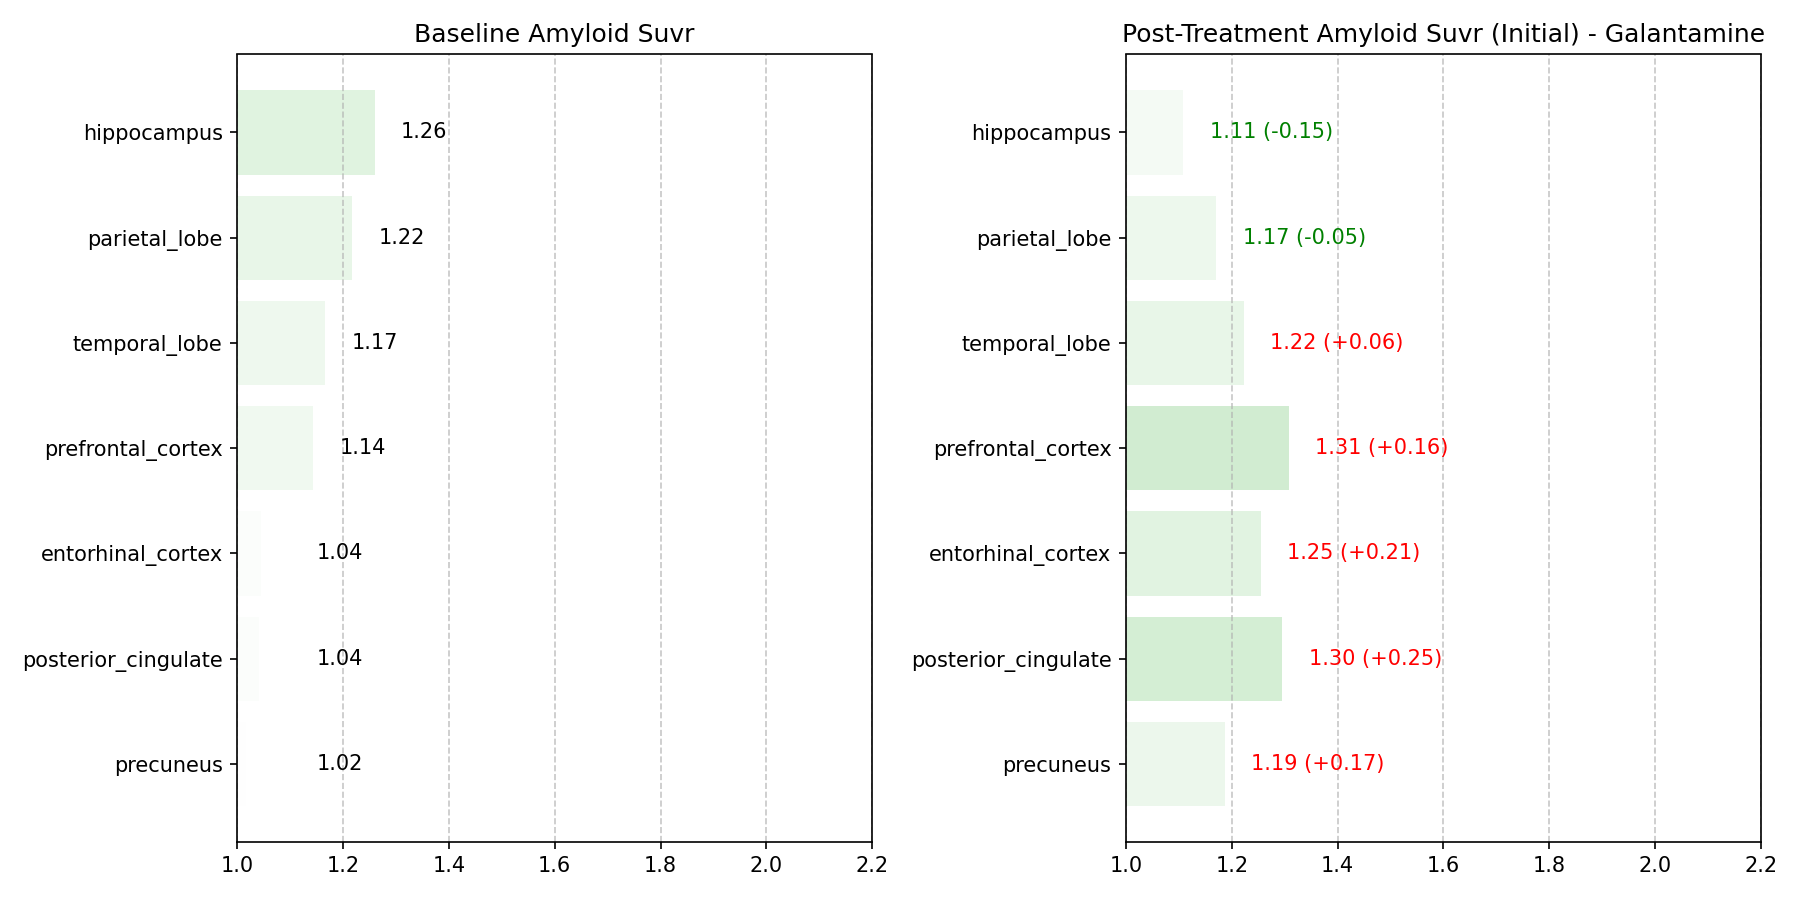 Baseline Amyloid Suvr
hippocampus 1.26
parietal_lobe 1.22
temporal_lobe 1.17
prefrontal_cortex 1.14
entorhinal_cortex 1.04
posterior_cingulate 1.04
precuneus 1.02
1.0 1.2 1.4 1.6 1.8 2.0 2.2
Post-Treatment Amyloid Suvr (Initial) - Galantamine
hippocampus 1.11 (-0.15)
parietal_lobe 1.17 (-0.05)
temporal_lobe 1.22 (+0.06)
prefrontal_cortex 1.31 (+0.16)
entorhinal_cortex 1.25 (+0.21)
posterior_cingulate 1.30 (+0.25)
precuneus 1.19 (+0.17)
1.0 1.2 1.4 1.6 1.8 2.0 2.2